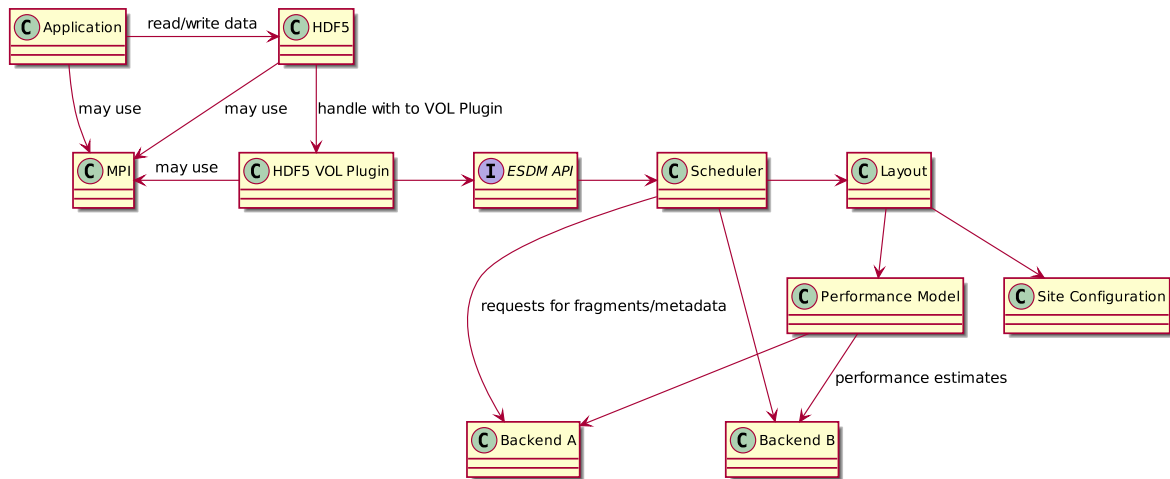 C Application
read/write data
C HDF5
may use
may use
handle with to VOL Plugin
C MPI
may use
C HDF5 VOL Plugin
I ESDM API
C Scheduler
C Layout
requests for fragments/metadata
C Performance Model
C Site Configuration
performance estimates
C Backend A
C Backend B